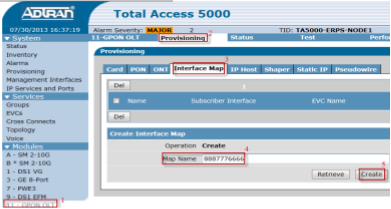 ADTRAN
Total Access 5000
07/30/2013 16:37:19
Alarm Severity: MAJOR 2
TID: TA5000-ERPS-NODE1
System
Status
Inventory
Alarms
Provisioning
Management Interfaces
IP Services and Ports
Services
Groups
EVCs
Cross Connects
Topology
Voice
Modules
A - SM 2-10G
B * SM 2-10G
1 - DS1 VG
3 - GE 8-Port
7 - PWE3
9 - DS1 EFM
11 - GPON OLT 1
11-GPON OLT
Provisioning 2
Status
Test
Perfo
Provisioning
3
Card
PON
ONT
Interface Map
IP Host
Shaper
Static IP
Pseudowire
Del
Name
Subscriber Interface
EVC Name
Del
Create Interface Map
Operation Create
4
Map Name 8887776666
5
Retrieve
Create